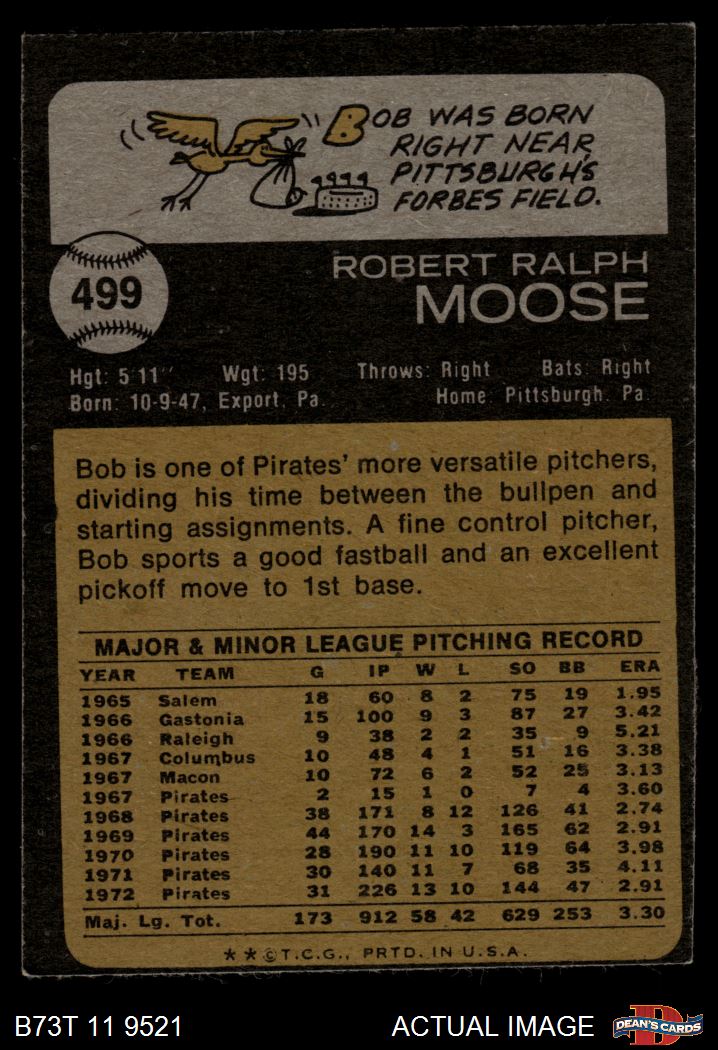 BOB WAS BORN
RIGHT NEAR
PITTSBURGH'S
FORBES FIELD.
499
ROBERT RALPH
MOOSE
Hgt: 5'11" Wgt: 195 Throws: Right Bats: Right
Born: 10-9-47, Export, Pa. Home: Pittsburgh, Pa.
Bob is one of Pirates' more versatile pitchers,
dividing his time between the bullpen and
starting assignments. A fine control pitcher,
Bob sports a good fastball and an excellent
pickoff move to 1st base.
MAJOR & MINOR LEAGUE PITCHING RECORD
YEAR TEAM G IP W L SO BB ERA
1965 Salem 18 60 8 2 75 19 1.95
1966 Gastonia 15 100 9 3 87 27 3.42
1966 Raleigh 9 38 2 2 35 9 5.21
1967 Columbus 10 48 4 1 51 16 3.38
1967 Macon 10 72 6 2 52 25 3.13
1967 Pirates 2 15 1 0 7 4 3.60
1968 Pirates 38 171 8 12 126 41 2.74
1969 Pirates 44 170 14 3 165 62 2.91
1970 Pirates 28 190 11 10 119 64 3.98
1971 Pirates 30 140 11 7 68 35 4.11
1972 Pirates 31 226 13 10 144 47 2.91
Maj. Lg. Tot. 173 912 58 42 629 253 3.30
★★©T.C.G., PRTD. IN U.S.A.
B73T 11 9521 ACTUAL IMAGE DEAN'S CARDS